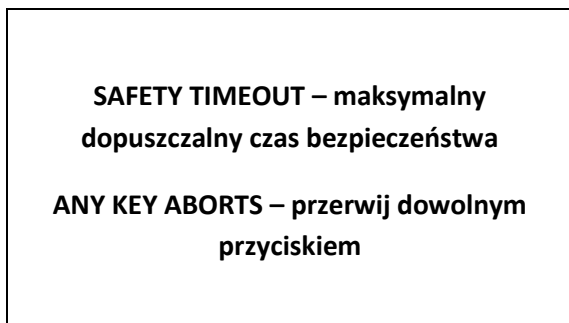 SAFETY TIMEOUT – maksymalny
dopuszczalny czas bezpieczeństwa
ANY KEY ABORTS – przerwij dowolnym
przyciskiem